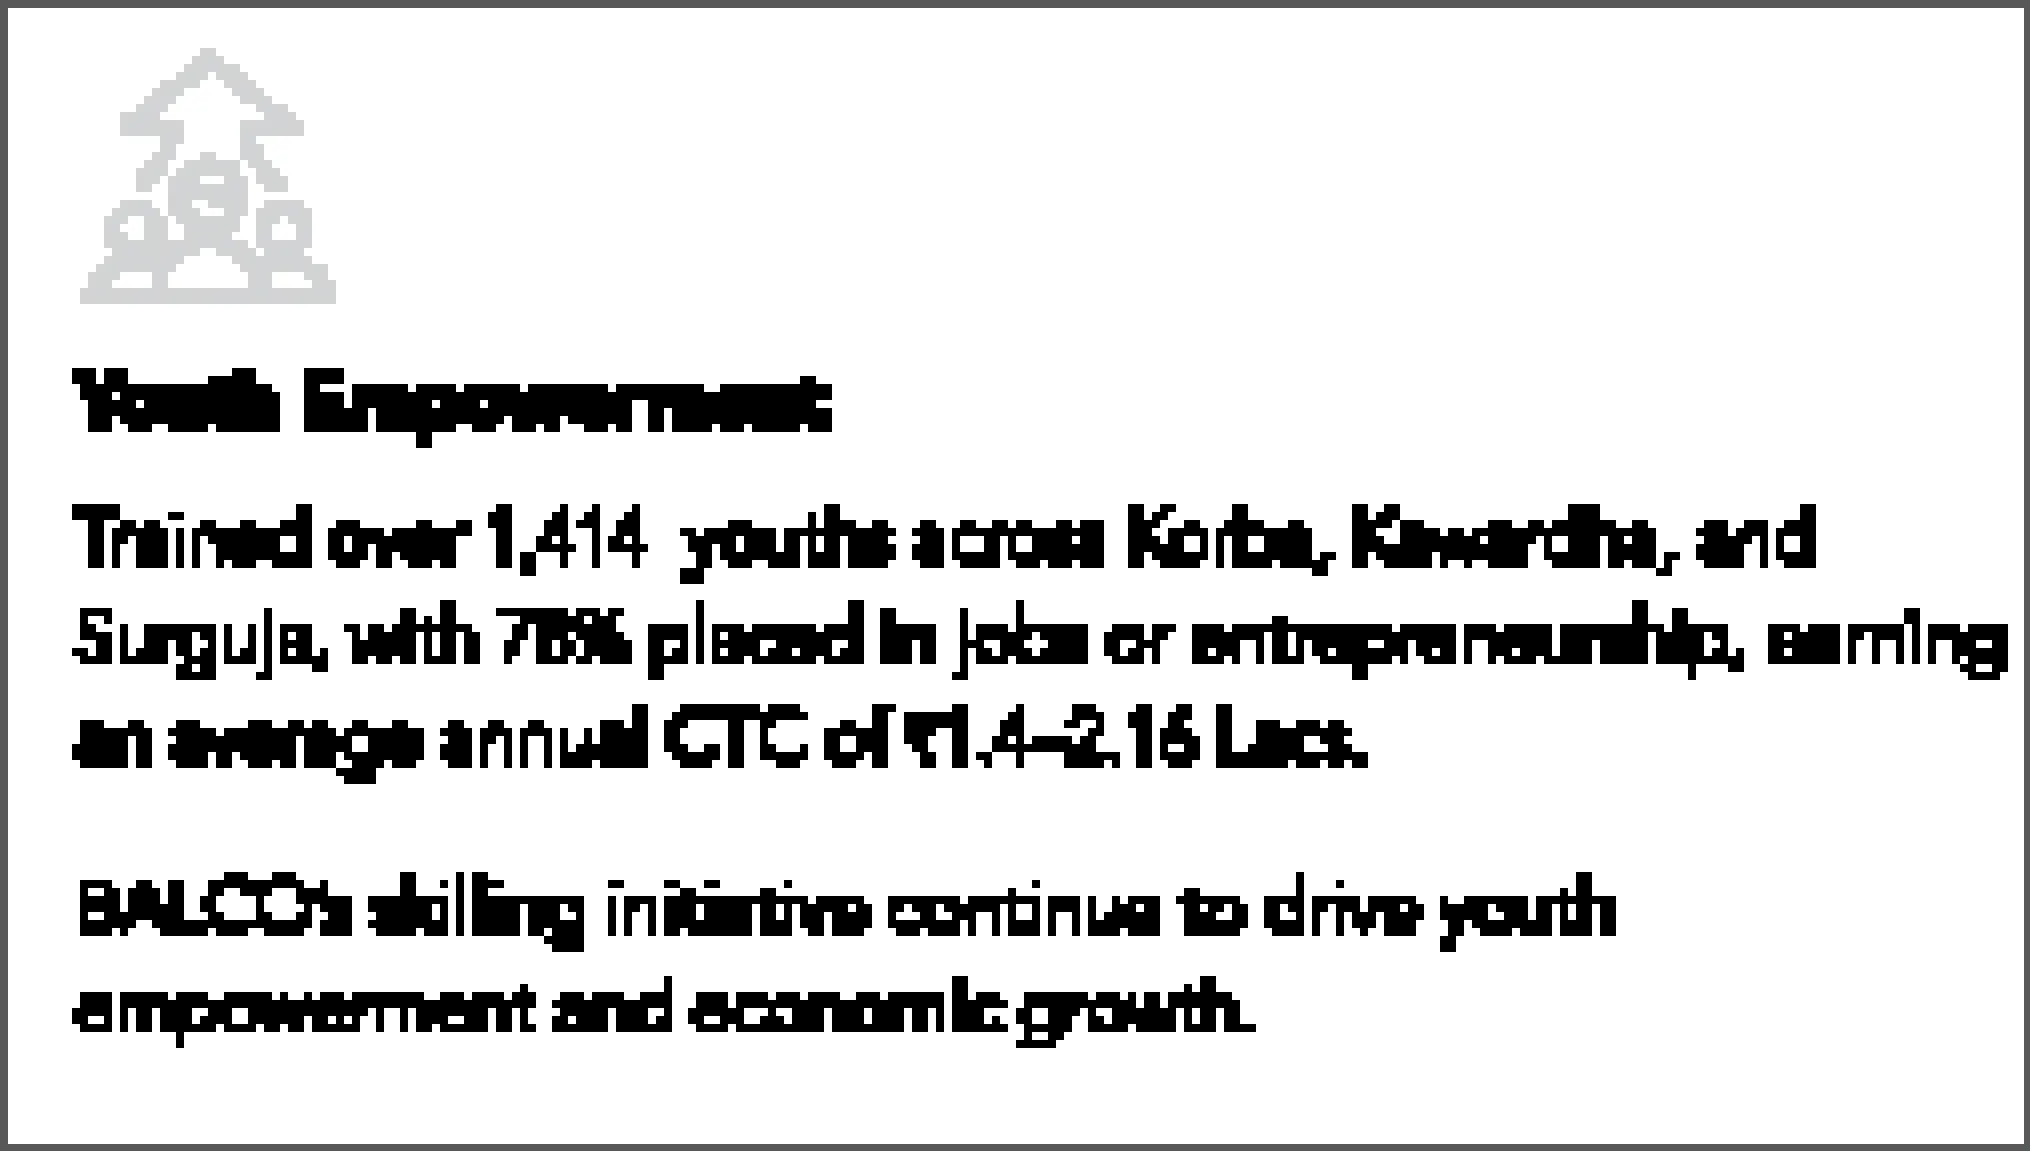 Youth Empowerment
Trained over 1,414 youths across Korba, Kawardha, and
Surguja, with placed in jobs or entrepreneurship, earning
an average annual CTC of ₹1.4–2.16 Lacs.
BALCO's skilling initiative continue to drive youth
empowerment and economic growth.